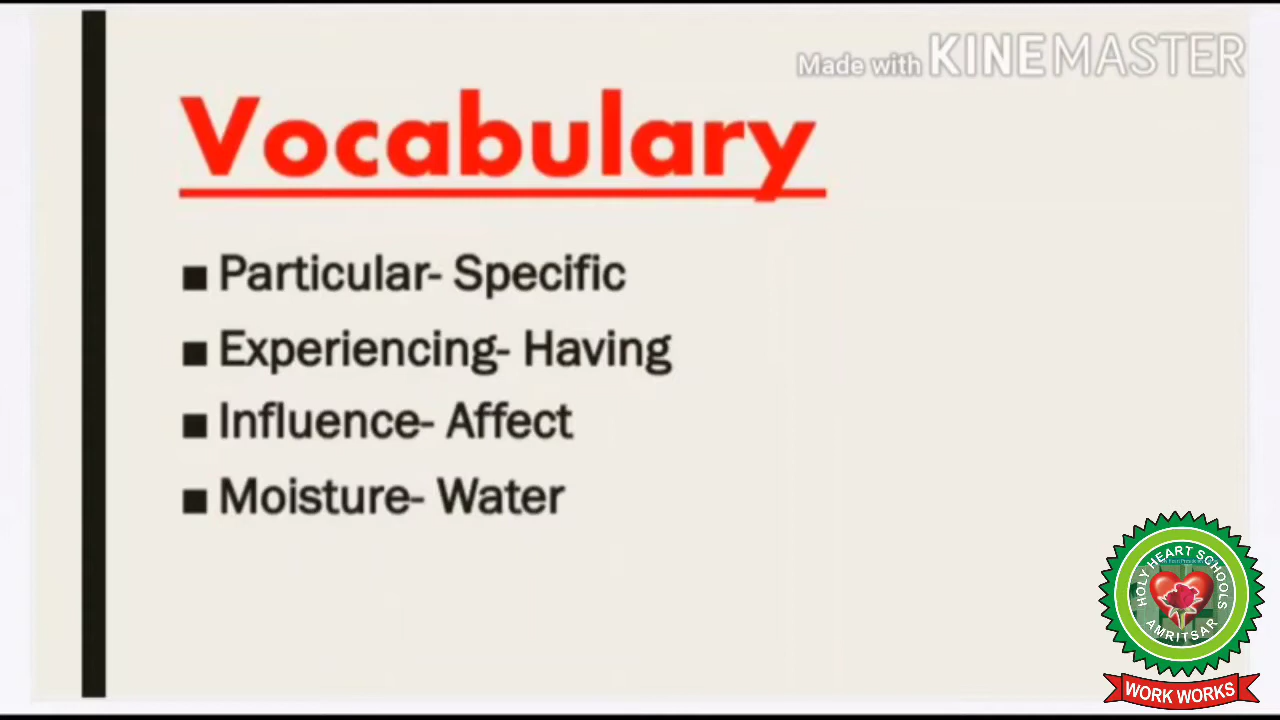 Made with KINEMASTER
Vocabulary
■ Particular- Specific
■ Experiencing- Having
■ Influence- Affect
■ Moisture- Water
HOLY HEART SCHOOLS
AMRITSAR
WORK WORKS